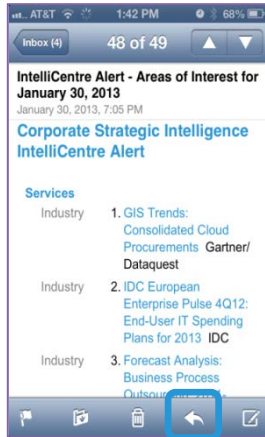 AT&T 1:42 PM 68%
Inbox (4) 48 of 49
IntelliCentre Alert - Areas of Interest for
January 30, 2013
January 30, 2013, 7:05 PM
Corporate Strategic Intelligence
IntelliCentre Alert
Services
Industry 1. GIS Trends:
Consolidated Cloud
Procurements Gartner/
Dataquest
Industry 2. IDC European
Enterprise Pulse 4Q12:
End-User IT Spending
Plans for 2013 IDC
Industry 3. Forecast Analysis:
Business Process